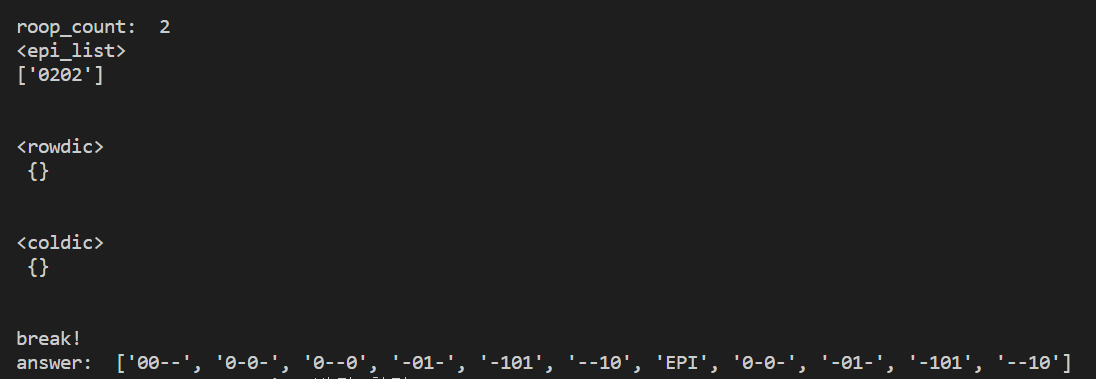 roop_count:  2
<epi_list>
['0202']
<rowdic>
 {}
<coldic>
 {}
break!
answer:  ['00--', '0-0-', '0--0', '-01-', '-101', '--10', 'EPI', '0-0-', '-01-', '-101', '--10']